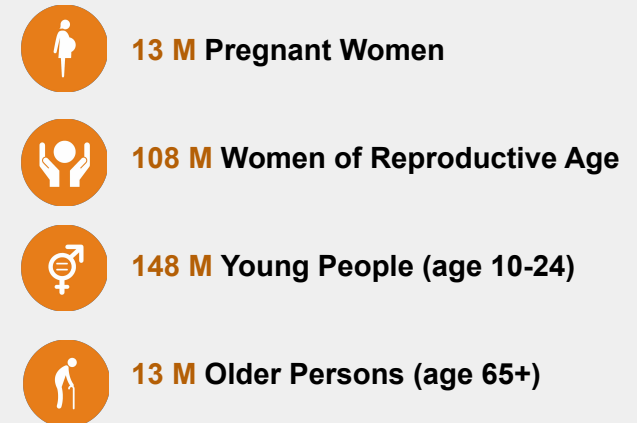 13 M Pregnant Women
108 M Women of Reproductive Age
148 M Young People (age 10-24)
13 M Older Persons (age 65+)